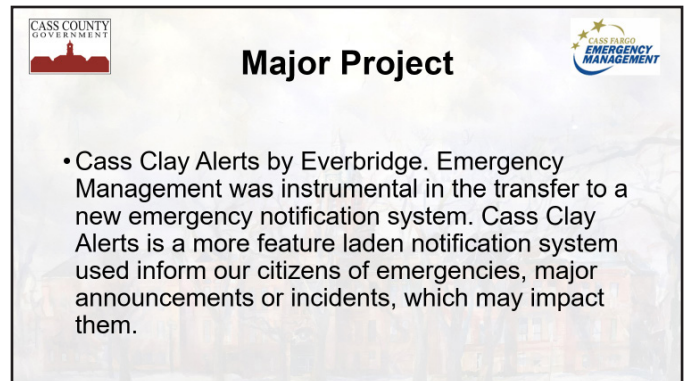 CASS COUNTY
GOVERNMENT
CASS FARGO
EMERGENCY
MANAGEMENT
Major Project
• Cass Clay Alerts by Everbridge. Emergency
Management was instrumental in the transfer to a
new emergency notification system. Cass Clay
Alerts is a more feature laden notification system
used inform our citizens of emergencies, major
announcements or incidents, which may impact
them.